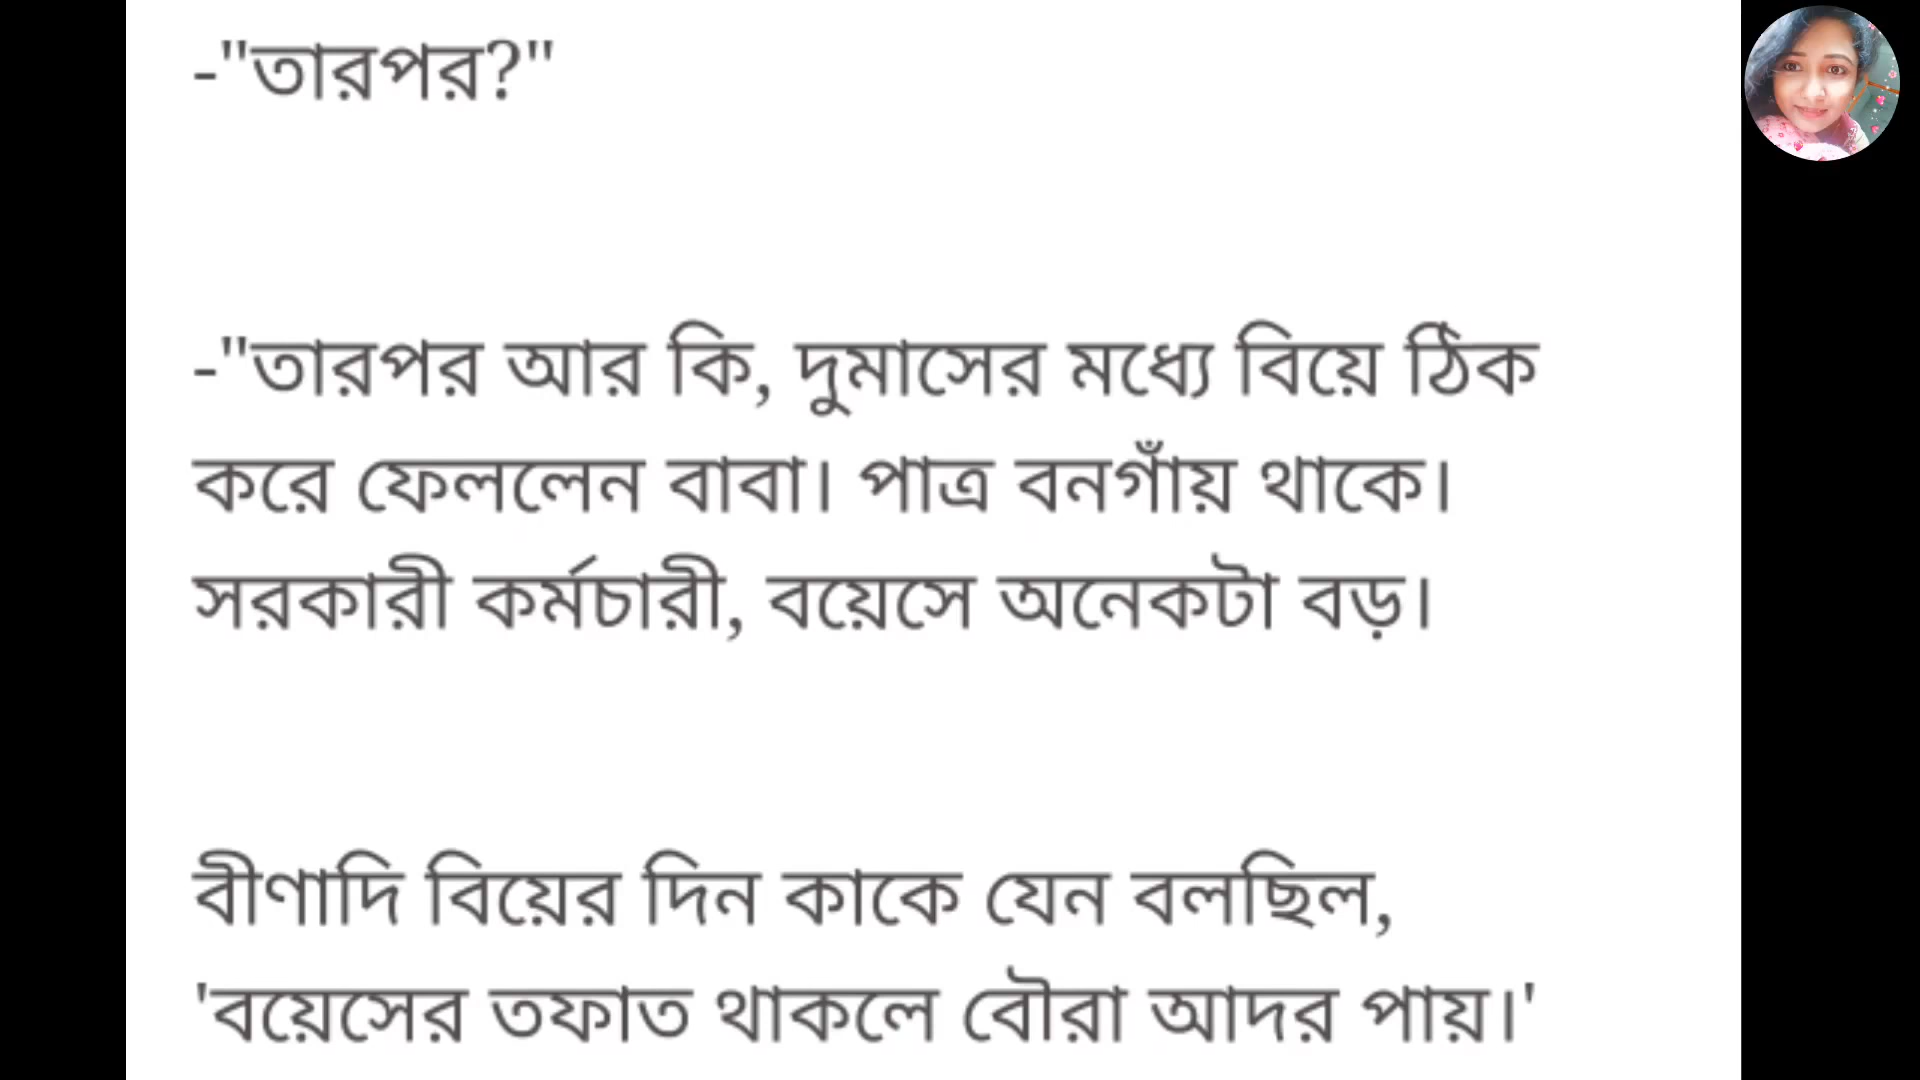 -"তারপর?"
-"তারপর আর কি, দুমাসের মধ্যে বিয়ে ঠিক
করে ফেললেন বাবা। পাত্র বনগাঁয় থাকে।
সরকারী কর্মচারী, বয়েসে অনেকটা বড়।
বীণাদি বিয়ের দিন কাকে যেন বলছিল,
'বয়েসের তফাত থাকলে বৌরা আদর পায়।'